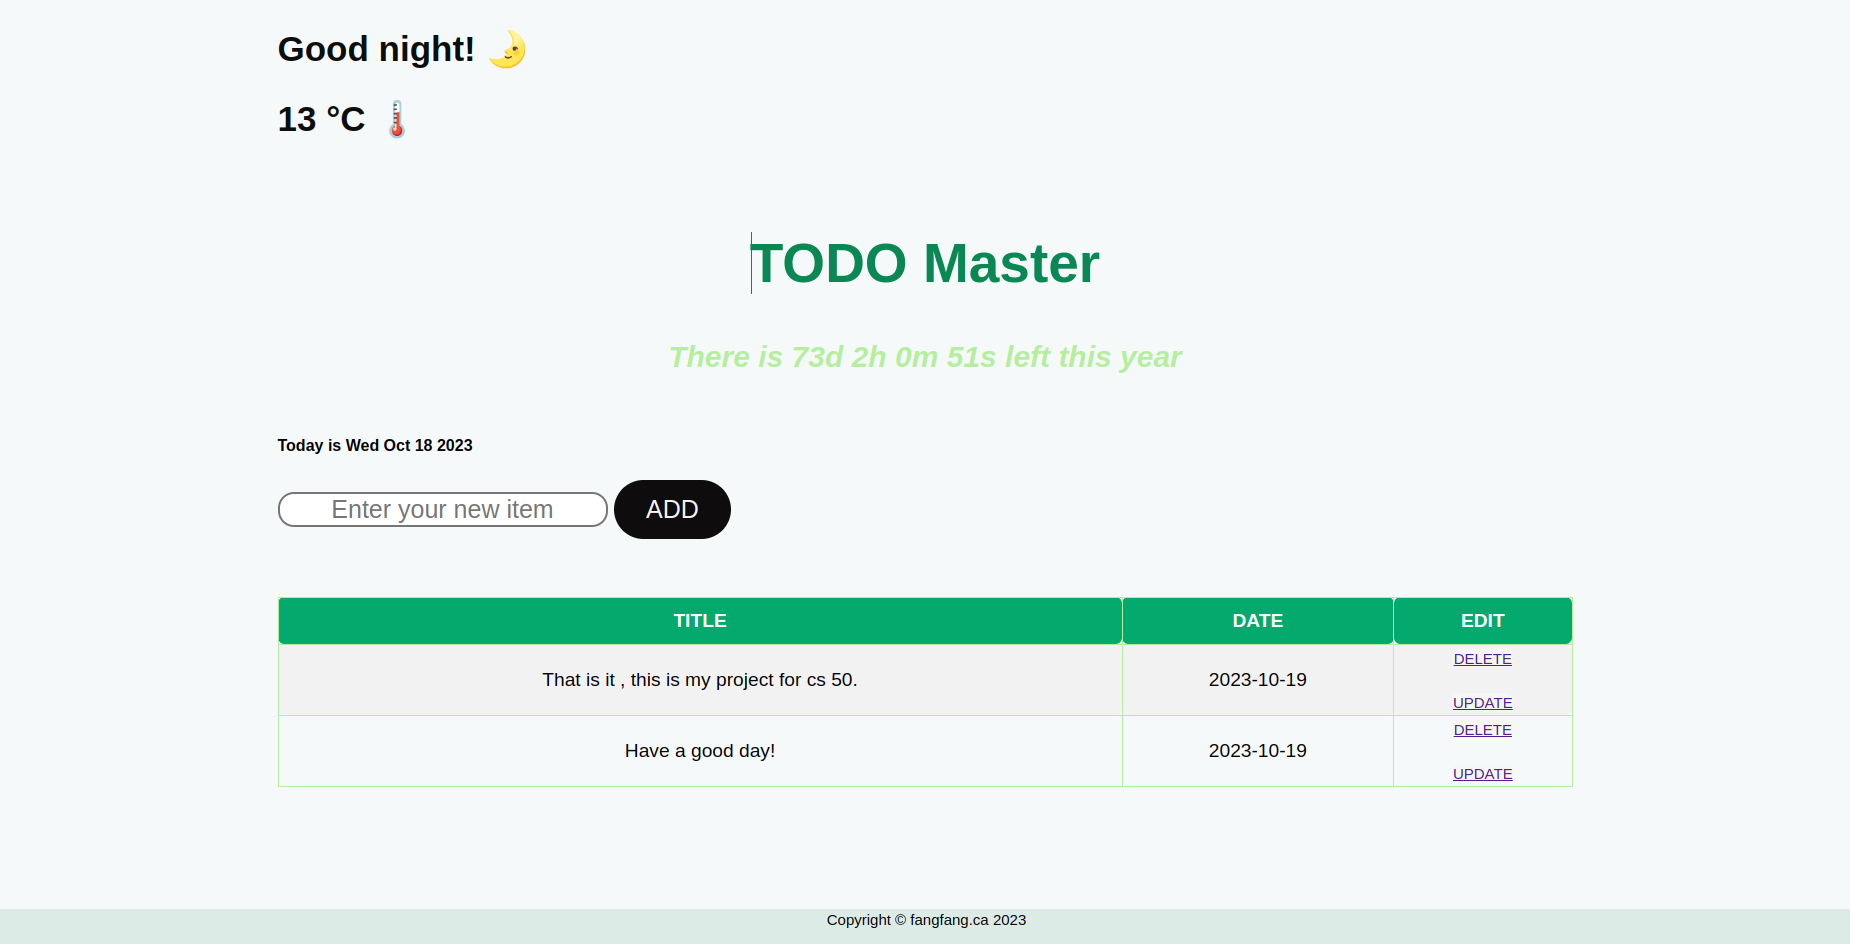 Good night! 🌛
13 °C 🌡️
TODO Master
There is 73d 2h 0m 51s left this year
Today is Wed Oct 18 2023
Enter your new item ADD
TITLE DATE EDIT
That is it , this is my project for cs 50. 2023-10-19 DELETE
UPDATE
Have a good day! 2023-10-19 DELETE
UPDATE
Copyright © fangfang.ca 2023